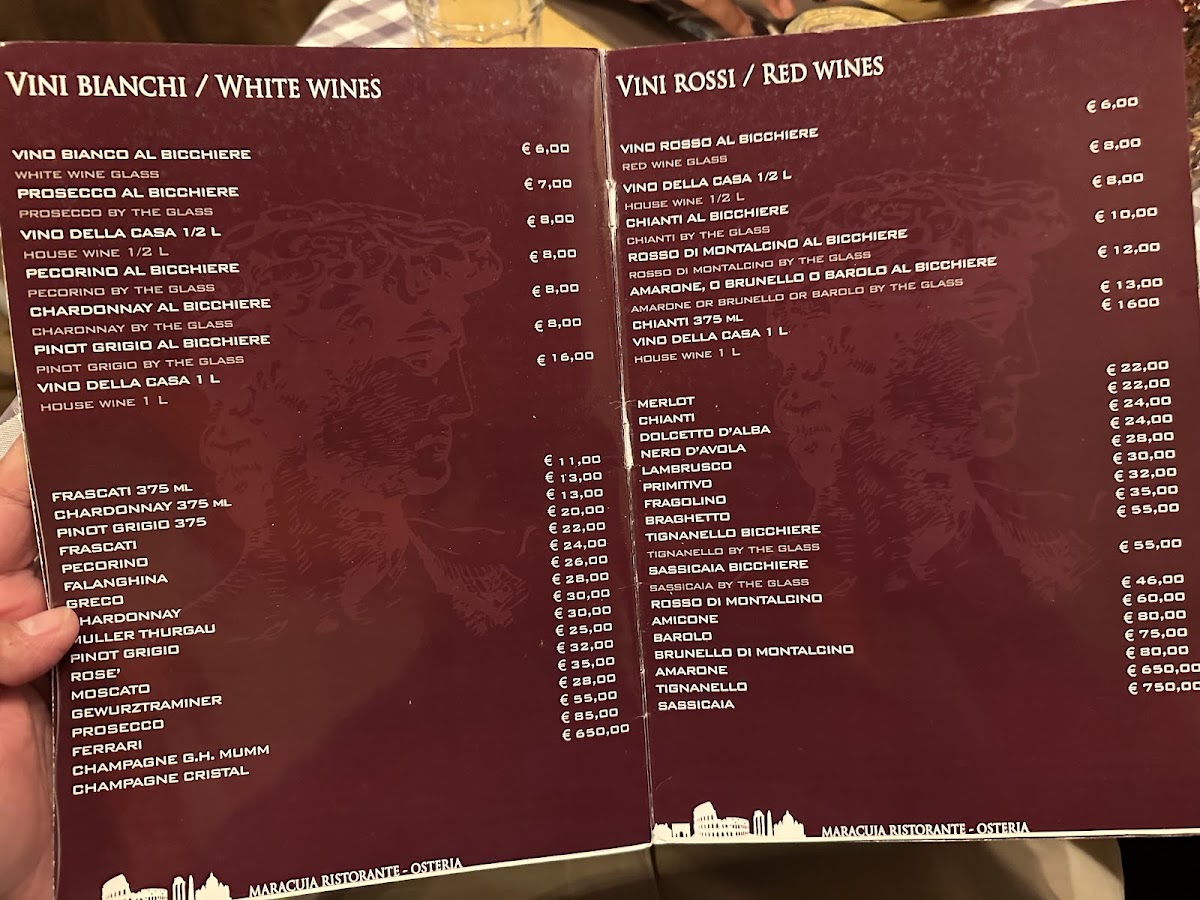 VINI BIANCHI / WHITE WINES
VINO BIANCO AL BICCHIERE € 6,00
WHITE WINE GLASS
PROSECCO AL BICCHIERE € 7,00
PROSECCO BY THE GLASS
VINO DELLA CASA 1/2 L € 8,00
HOUSE WINE 1/2 L
PECORINO AL BICCHIERE € 8,00
PECORINO BY THE GLASS
CHARDONNAY AL BICCHIERE € 8,00
CHARDONNAY BY THE GLASS
PINOT GRIGIO AL BICCHIERE € 8,00
PINOT GRIGIO BY THE GLASS
VINO DELLA CASA 1 L € 16,00
HOUSE WINE 1 L
FRASCATI 375 ML € 11,00
CHARDONNAY 375 ML € 13,00
PINOT GRIGIO 375 € 13,00
FRASCATI € 20,00
PECORINO € 22,00
FALANGHINA € 24,00
GRECO € 26,00
CHARDONNAY € 28,00
MULLER THURGAU € 30,00
PINOT GRIGIO € 30,00
ROSE' € 25,00
MOSCATO € 32,00
GEWURZTRAMINER € 35,00
PROSECCO € 28,00
FERRARI € 55,00
CHAMPAGNE G.H. MUMM € 85,00
CHAMPAGNE CRISTAL € 650,00
MARACUJA RISTORANTE - OSTERIA
VINI ROSSI / RED WINES
VINO ROSSO AL BICCHIERE € 6,00
RED WINE GLASS
VINO DELLA CASA 1/2 L € 8,00
HOUSE WINE 1/2 L
CHIANTI AL BICCHIERE € 8,00
CHIANTI BY THE GLASS
ROSSO DI MONTALCINO AL BICCHIERE € 10,00
ROSSO DI MONTALCINO BY THE GLASS
AMARONE, O BRUNELLO O BAROLO AL BICCHIERE € 12,00
AMARONE OR BRUNELLO OR BAROLO BY THE GLASS
CHIANTI 375 ML € 13,00
VINO DELLA CASA 1 L € 1600
HOUSE WINE 1 L
MERLOT € 22,00
CHIANTI € 22,00
DOLCETTO D'ALBA € 24,00
NERO D'AVOLA € 24,00
LAMBRUSCO € 28,00
PRIMITIVO € 30,00
FRAGOLINO € 32,00
BRAGHETTO € 35,00
TIGNANELLO BICCHIERE € 55,00
TIGNANELLO BY THE GLASS
SASSICAIA BICCHIERE € 55,00
SASSICAIA BY THE GLASS
ROSSO DI MONTALCINO € 46,00
AMICONE € 60,00
BAROLO € 80,00
BRUNELLO DI MONTALCINO € 75,00
AMARONE € 80,00
TIGNANELLO € 650,00
SASSICAIA € 750,00
MARACUJA RISTORANTE - OSTERIA